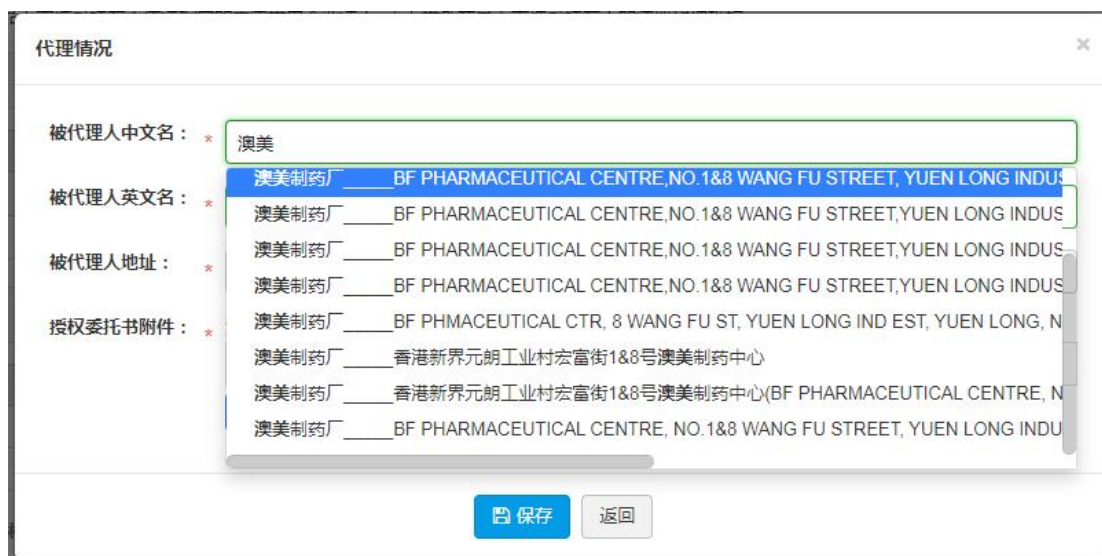 代理情况
×
被代理人中文名： * 澳美
澳美制药厂_____BF PHARMACEUTICAL CENTRE,NO.1&8 WANG FU STREET, YUEN LONG INDUS
被代理人英文名： *
澳美制药厂_____BF PHARMACEUTICAL CENTRE,NO.1&8 WANG FU STREET,YUEN LONG INDUS
澳美制药厂_____BF PHARMACEUTICAL CENTRE,NO.1&8 WANG FU STREET,YUEN LONG INDUS
被代理人地址： *
澳美制药厂_____BF PHARMACEUTICAL CENTRE,NO.1&8 WANG FU STREET,YUEN LONG INDUS
授权委托书附件： *
澳美制药厂_____BF PHMACEUTICAL CTR, 8 WANG FU ST, YUEN LONG IND EST, YUEN LONG, N
澳美制药厂_____香港新界元朗工业村宏富街1&8号澳美制药中心
澳美制药厂_____香港新界元朗工业村宏富街1&8号澳美制药中心(BF PHARMACEUTICAL CENTRE, N
澳美制药厂_____BF PHARMACEUTICAL CENTRE, NO.1&8 WANG FU STREET, YUEN LONG INDU
保存 返回